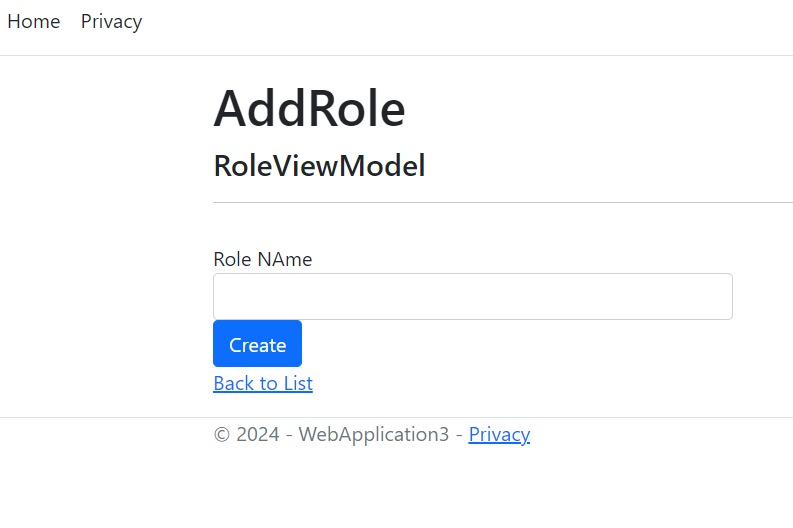 Home Privacy
AddRole
RoleViewModel
Role NAme
Create
Back to List
© 2024 - WebApplication3 - Privacy